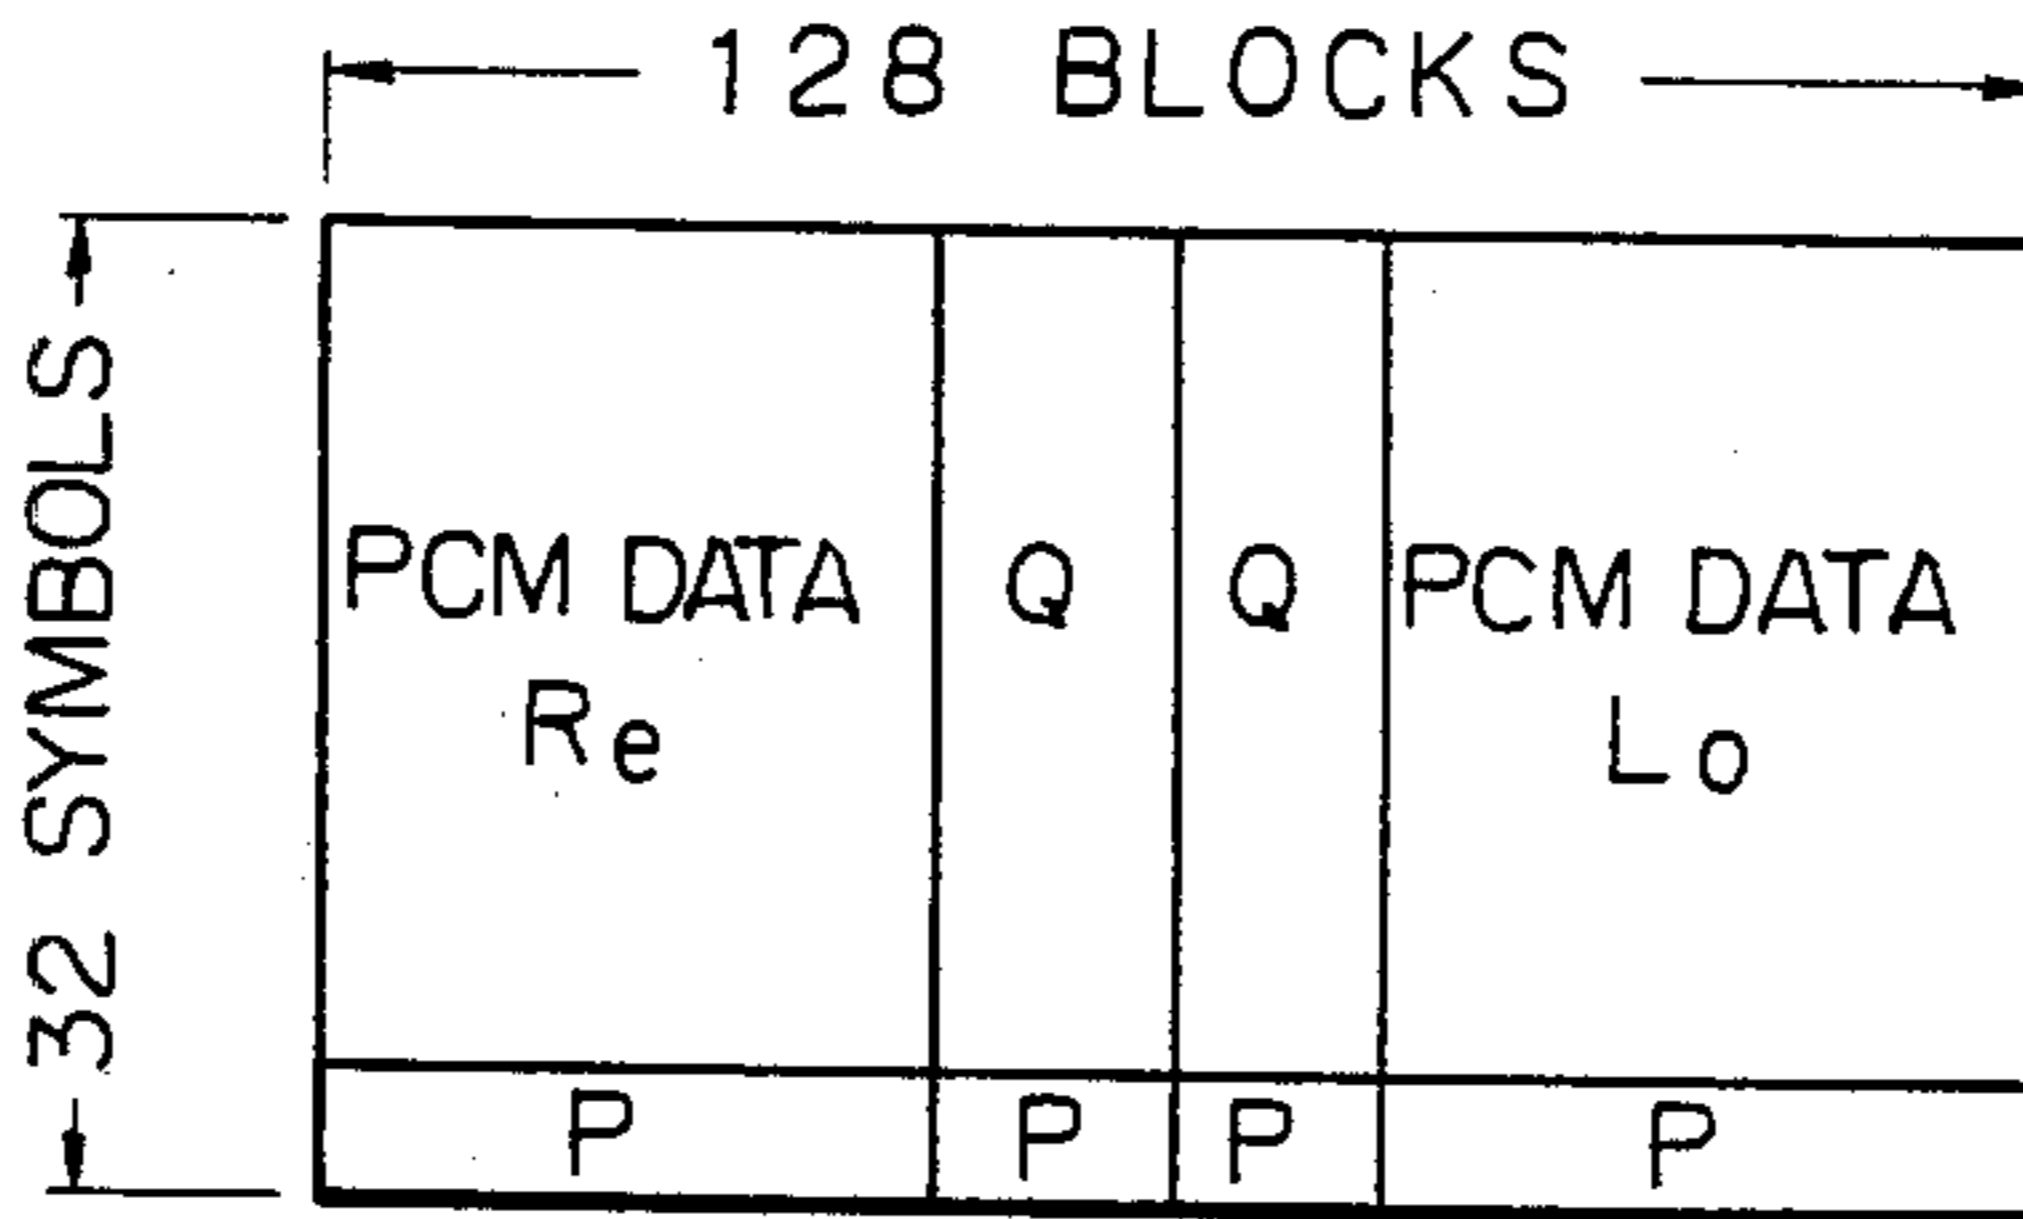 128 BLOCKS
32 SYMBOLS
PCM DATA Q Q PCM DATA
Re Lo
P P P P